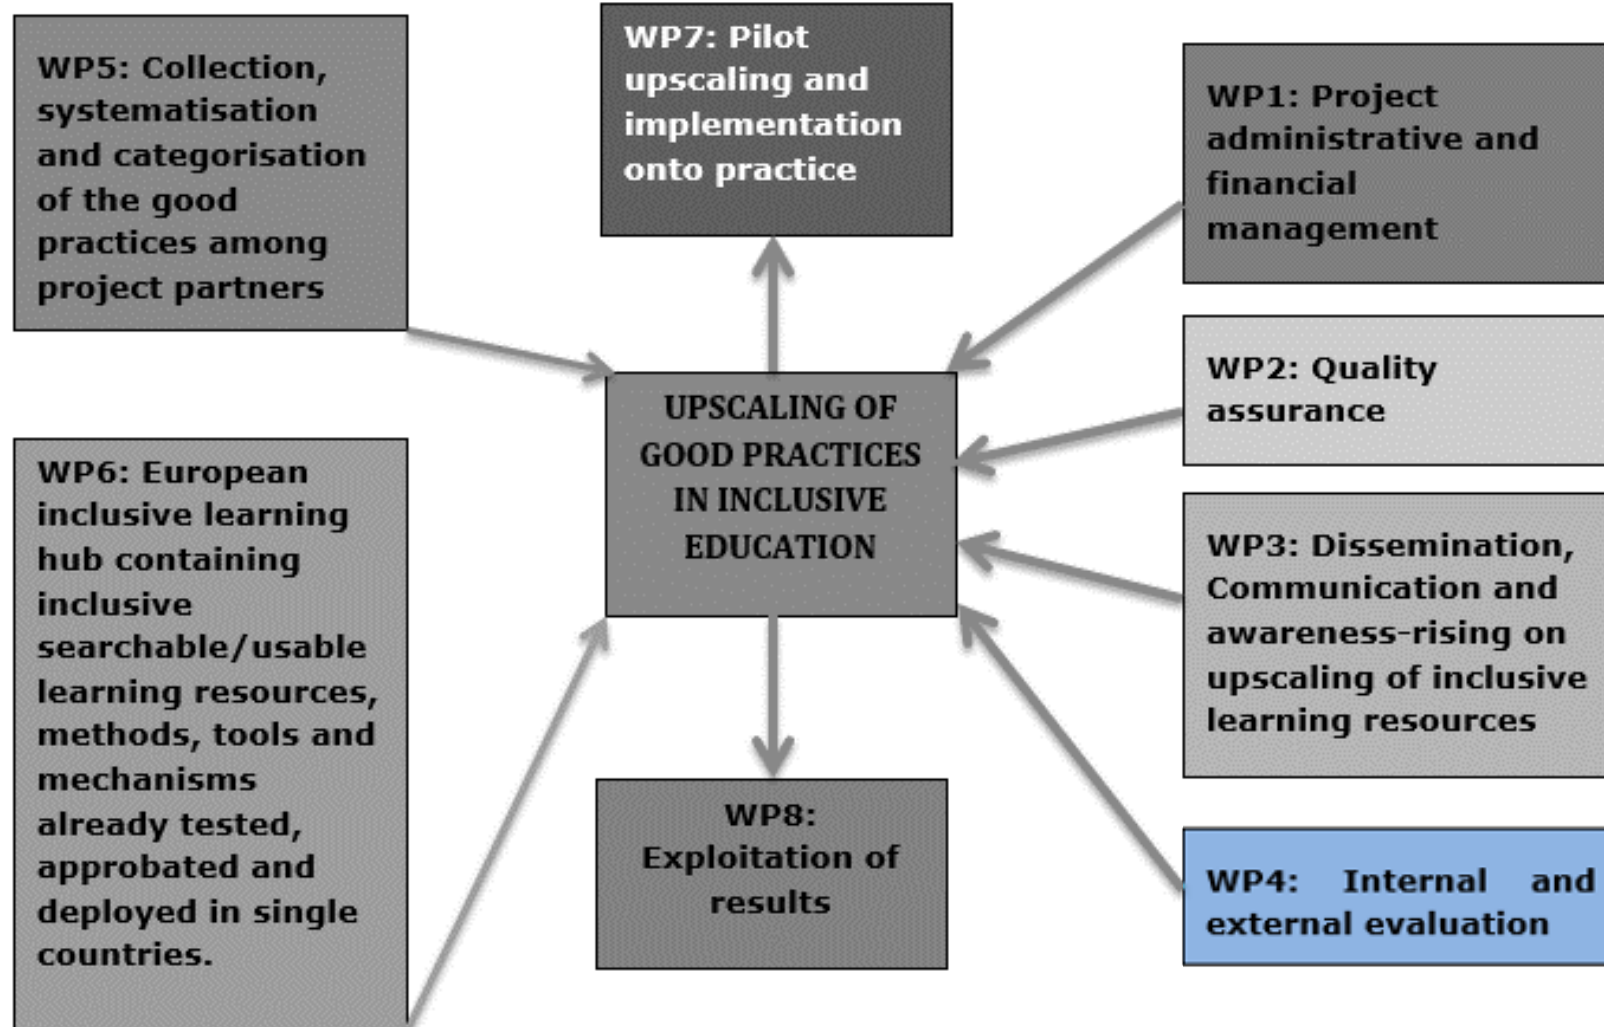 WP5: Collection,
systematisation
and categorisation
of the good
practices among
project partners
WP7: Pilot
upscaling and
implementation
onto practice
WP1: Project
administrative and
financial
management
WP2: Quality
assurance
UPSCALING OF
GOOD PRACTICES
IN INCLUSIVE
EDUCATION
WP6: European
inclusive learning
hub containing
inclusive
searchable/usable
learning resources,
methods, tools and
mechanisms
already tested,
approbated and
deployed in single
countries.
WP3: Dissemination,
Communication and
awareness-rising on
upscaling of inclusive
learning resources
WP8:
Exploitation of
results
WP4: Internal and
external evaluation